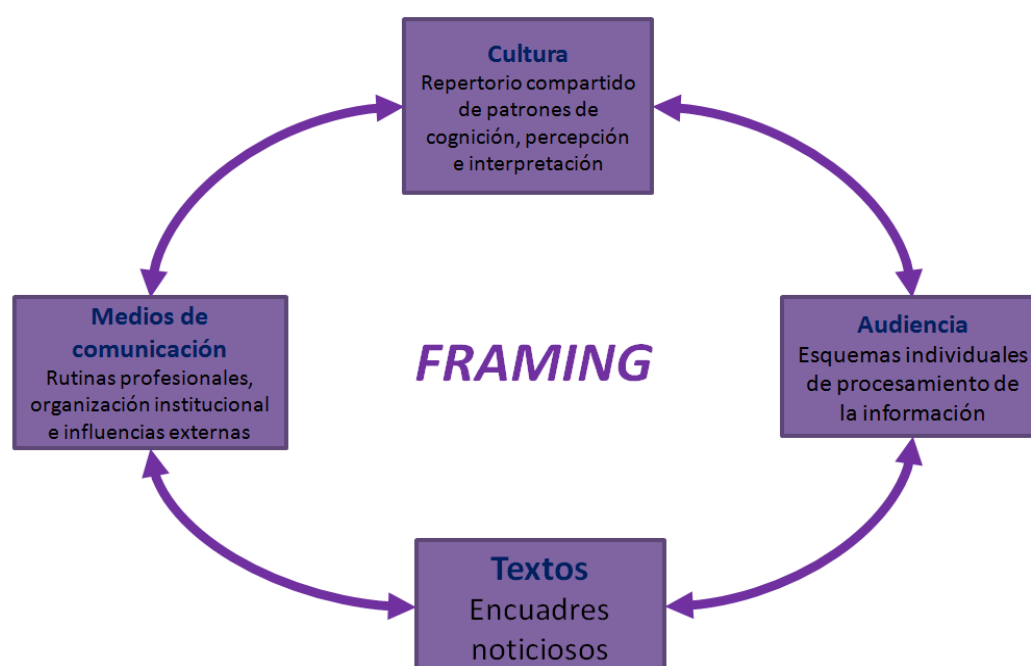 Cultura
Repertorio compartido
de patrones de
cognición, percepción
e interpretación
Medios de
comunicación
Rutinas profesionales,
organización institucional
e influencias externas
FRAMING
Audiencia
Esquemas individuales
de procesamiento de
la información
Textos
Encuadres
noticiosos